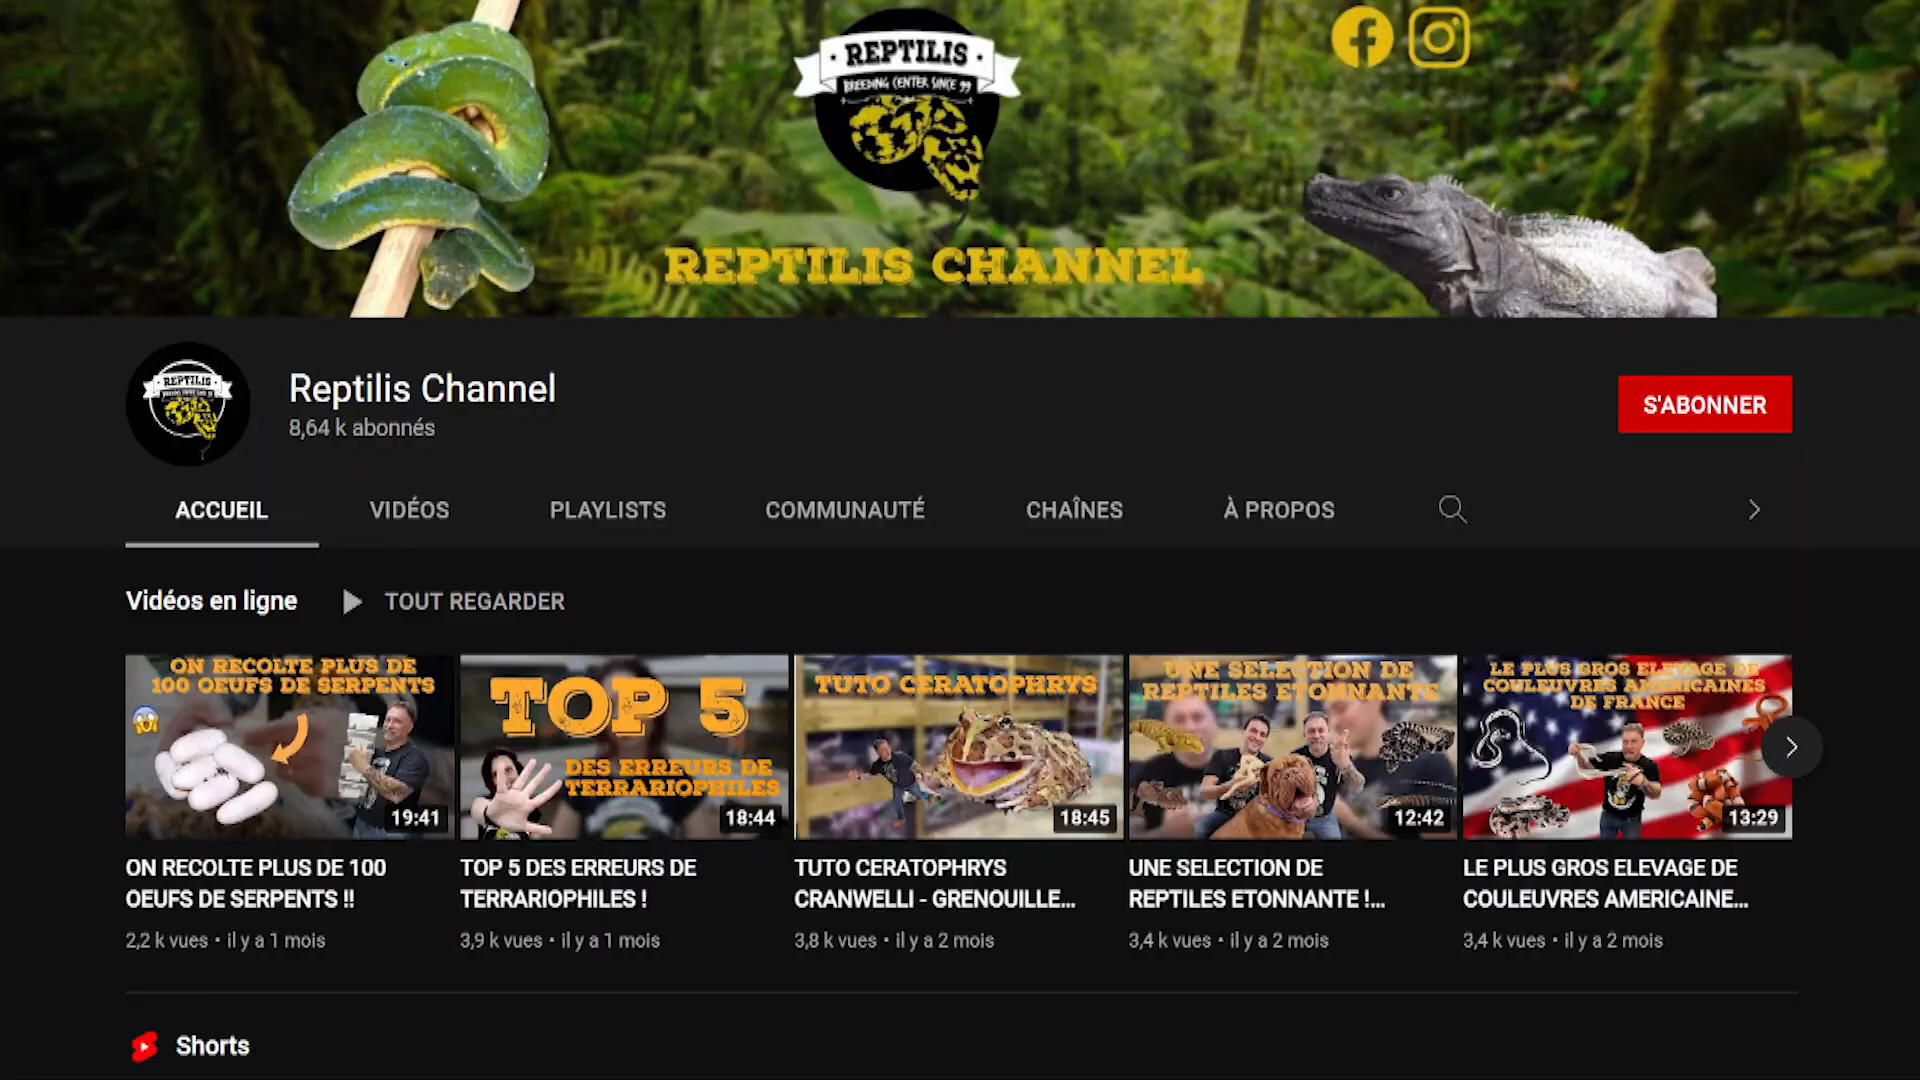 · REPTILIS ·
BREEDING CENTER SINCE 99
REPTILIS CHANNEL
· REPTILIS ·
Reptilis Channel
8,64 k abonnés
S'ABONNER
ACCUEIL
VIDÉOS
PLAYLISTS
COMMUNAUTÉ
CHAÎNES
À PROPOS
Vidéos en ligne
TOUT REGARDER
ON RECOLTE PLUS DE
100 OEUFS DE SERPENTS
19:41
TOP 5
DES ERREURS DE
TERRARIOPHILES
18:44
TUTO CERATOPHRYS
18:45
UNE SELECTION DE
REPTILES ETONNANTE
12:42
LE PLUS GROS ELEVAGE DE
COULEUVRES AMERICAINES
DE FRANCE
13:29
ON RECOLTE PLUS DE 100
OEUFS DE SERPENTS !!
2,2 k vues • il y a 1 mois
TOP 5 DES ERREURS DE
TERRARIOPHILES !
3,9 k vues • il y a 1 mois
TUTO CERATOPHRYS
CRANWELLI - GRENOUILLE...
3,8 k vues • il y a 2 mois
UNE SELECTION DE
REPTILES ETONNANTE !...
3,4 k vues • il y a 2 mois
LE PLUS GROS ELEVAGE DE
COULEUVRES AMERICAINE...
3,4 k vues • il y a 2 mois
Shorts